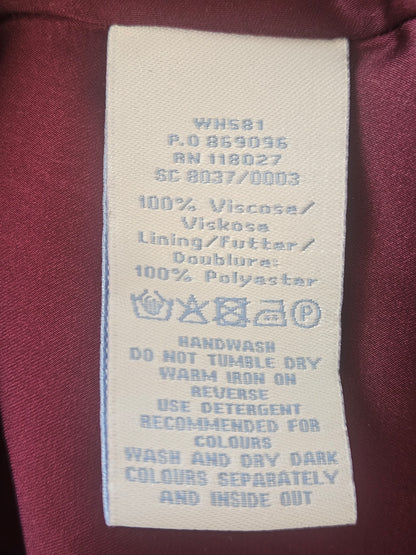 WH581
P.O 869096
RN 118027
SC 8037/0003
100% Viscose/
Viskose
Lining/Futter/
Doublure:
100% Polyester
HANDWASH
DO NOT TUMBLE DRY
WARM IRON ON
REVERSE
USE DETERGENT
RECOMMENDED FOR
COLOURS
WASH AND DRY DARK
COLOURS SEPARATELY
AND INSIDE OUT